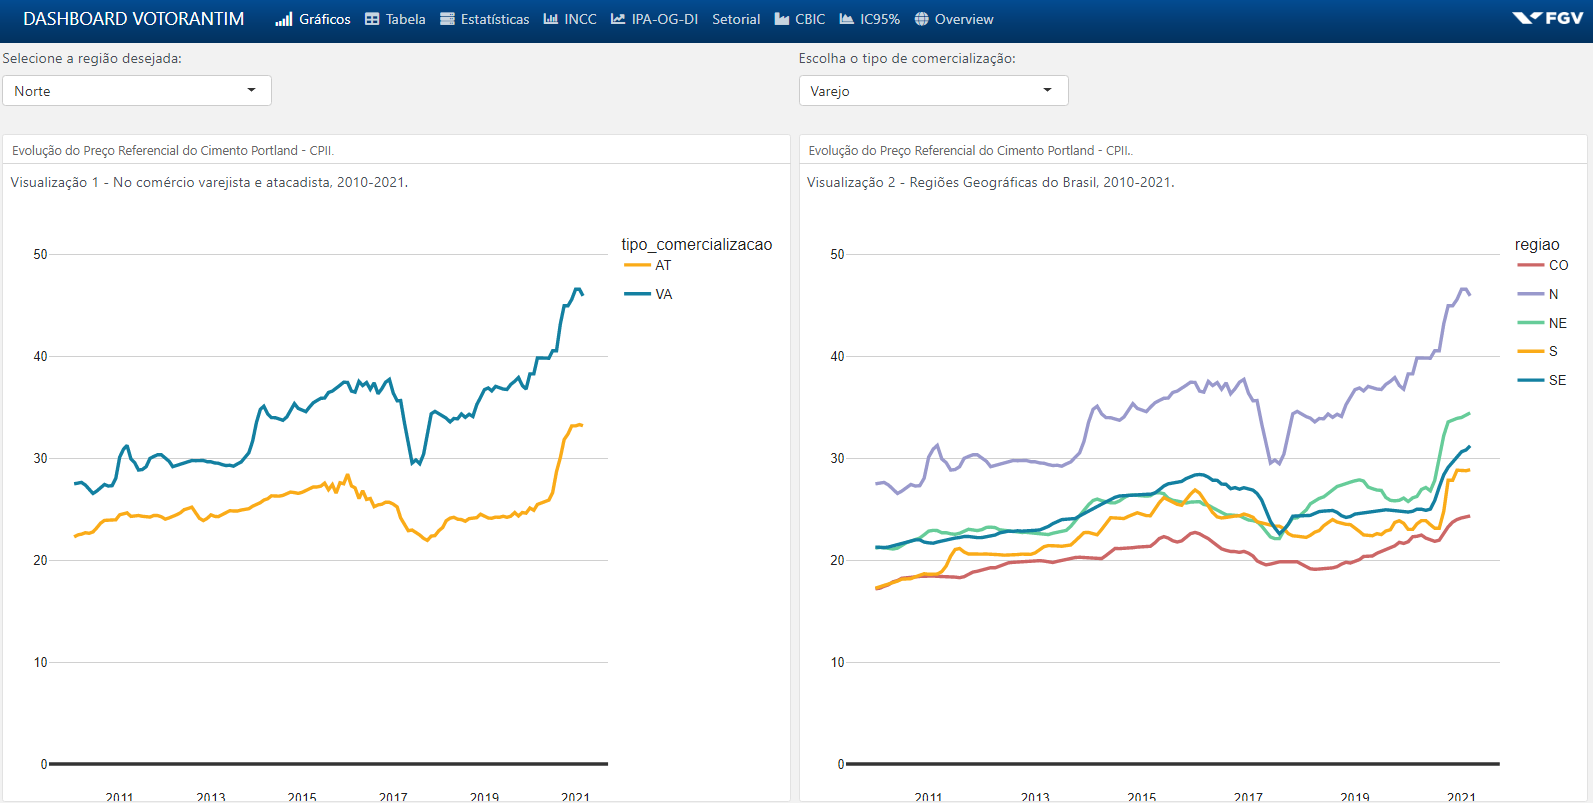 DASHBOARD VOTORANTIM Gráficos Tabela Estatísticas INCC IPA-OG-DI Setorial CBIC IC95% Overview FGV
Selecione a região desejada:
Norte
Escolha o tipo de comercialização:
Varejo
Evolução do Preço Referencial do Cimento Portland - CPII.
Visualização 1 - No comércio varejista e atacadista, 2010-2021.
50
40
30
20
10
0
2011 2013 2015 2017 2019 2021
tipo_comercializacao
AT
VA
Evolução do Preço Referencial do Cimento Portland - CPII..
Visualização 2 - Regiões Geográficas do Brasil, 2010-2021.
50
40
30
20
10
0
2011 2013 2015 2017 2019 2021
regiao
CO
N
NE
S
SE